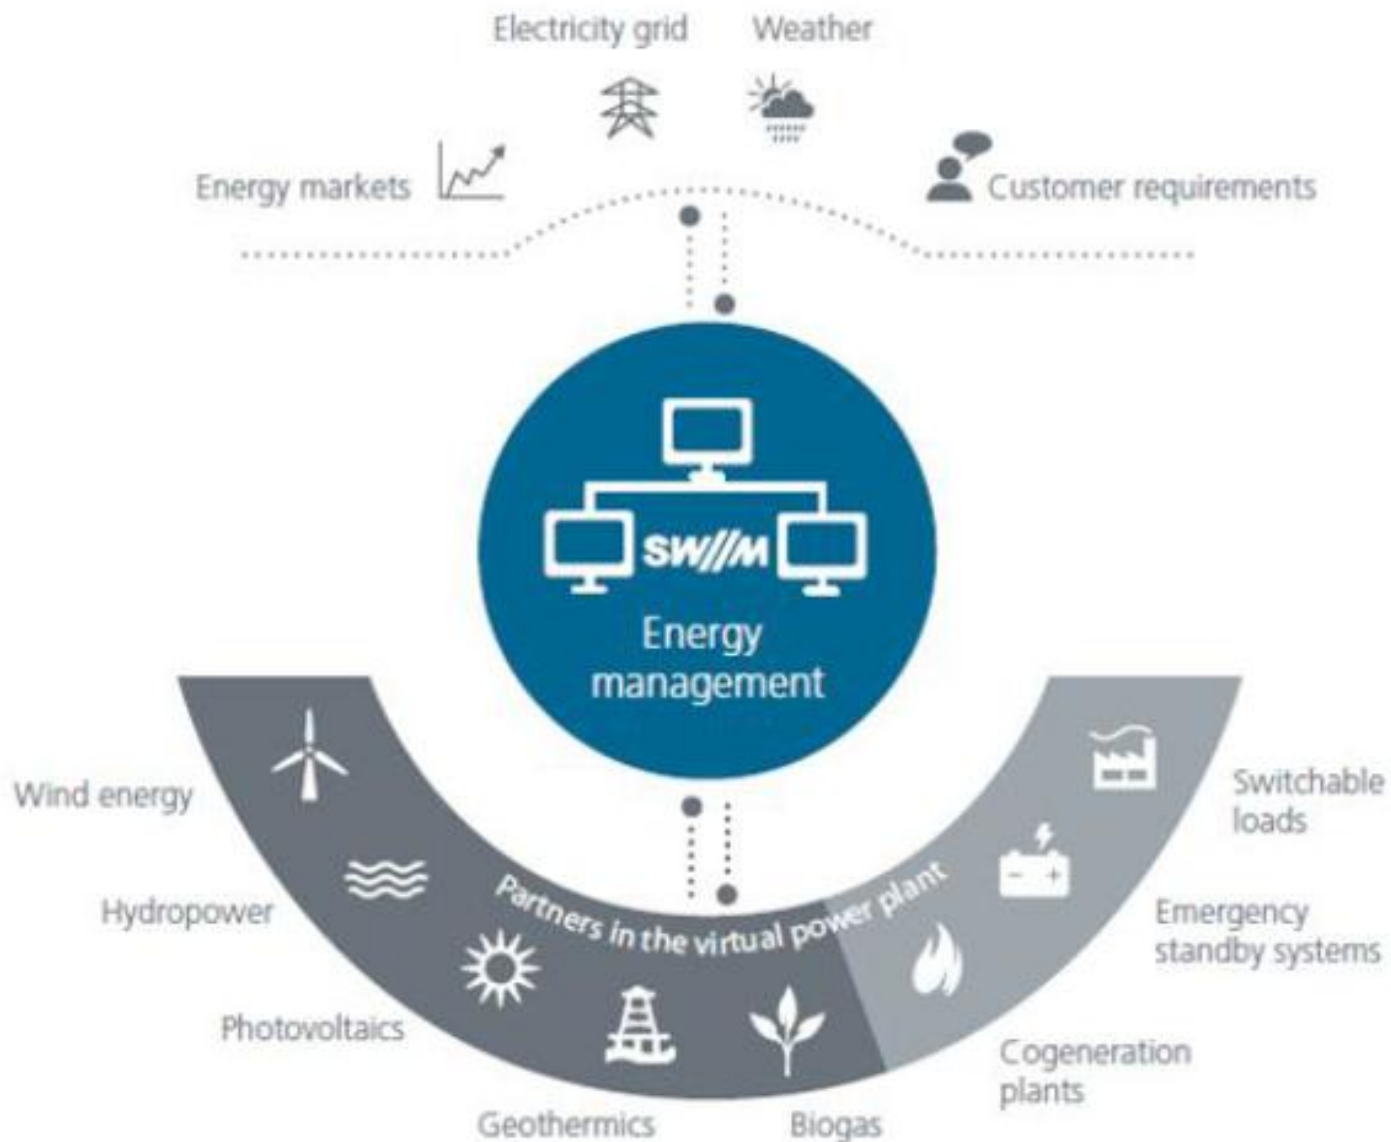 Electricity grid
Weather
Energy markets
Customer requirements
SW//M
Energy
management
Partners in the virtual power plant
Wind energy
Hydropower
Photovoltaics
Geothermics
Biogas
Cogeneration
plants
Emergency
standby systems
Switchable
loads